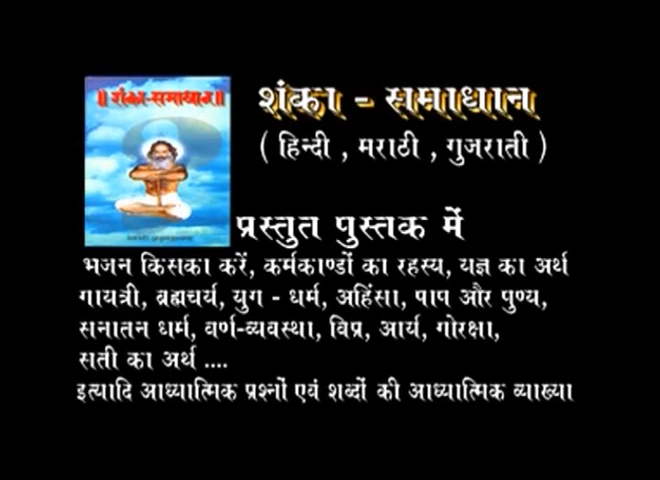 ॥ शंका-समाधान॥
शंका - समाधान
( हिन्दी , मराठी , गुजराती )
प्रस्तुत पुस्तक में
भजन किसका करें, कर्मकाण्डों का रहस्य, यज्ञ का अर्थ
गायत्री, ब्रह्मचर्य, युग - धर्म, अहिंसा, पाप और पुण्य,
सनातन धर्म, वर्ण-व्यवस्था, विप्र, आर्य, गोरक्षा,
सती का अर्थ ....
इत्यादि आध्यात्मिक प्रश्नों एवं शब्दों की आध्यात्मिक व्याख्या